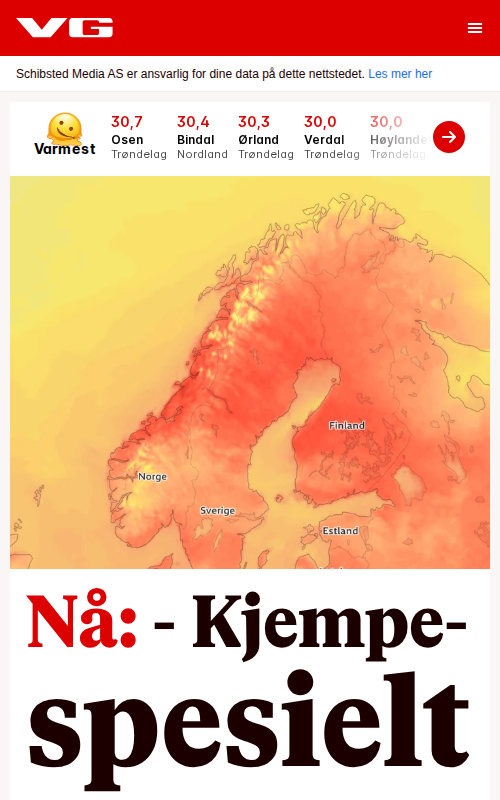 VG
Schibsted Media AS er ansvarlig for dine data på dette nettstedet. Les mer her
Varmest
30,7 30,4 30,3 30,0 30,0
Osen Bindal Ørland Verdal Høylande
Trøndelag Nordland Trøndelag Trøndelag Trøndelag
Finland
Norge
Sverige
Estland
Nå: - Kjempe-
spesielt